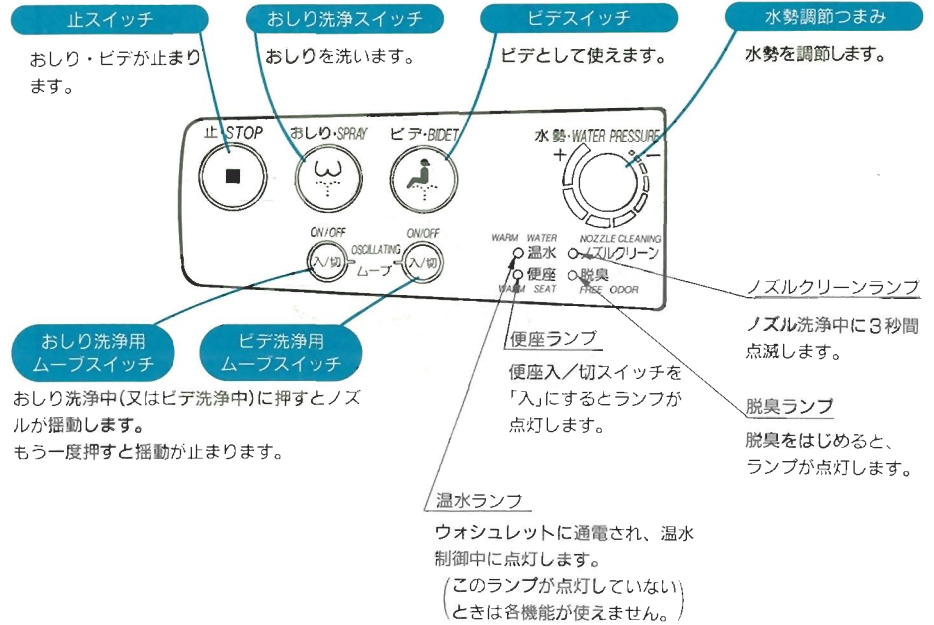 止スイッチ
おしり・ビデが止まり
ます。
おしり洗浄スイッチ
おしりを洗います。
ビデスイッチ
ビデとして使えます。
水勢調節つまみ
水勢を調節します。
止・STOP
おしり・SPRAY
ビデ・BIDET
水勢・WATER PRESSURE
+
−
ON/OFF
入/切
OSCILLATING
ムーブ
ON/OFF
入/切
WARM WATER
温水
NOZZLE CLEANING
ノズルクリーン
便座
WARM SEAT
脱臭
FREE ODOR
おしり洗浄用
ムーブスイッチ
ビデ洗浄用
ムーブスイッチ
おしり洗浄中(又はビデ洗浄中)に押すとノズ
ルが揺動します。
もう一度押すと揺動が止まります。
便座ランプ
便座入/切スイッチを
「入」にするとランプが
点灯します。
ノズルクリーンランプ
ノズル洗浄中に3秒間
点滅します。
脱臭ランプ
脱臭をはじめると、
ランプが点灯します。
温水ランプ
ウォシュレットに通電され、温水
制御中に点灯します。
(このランプが点灯していない
ときは各機能が使えません。)